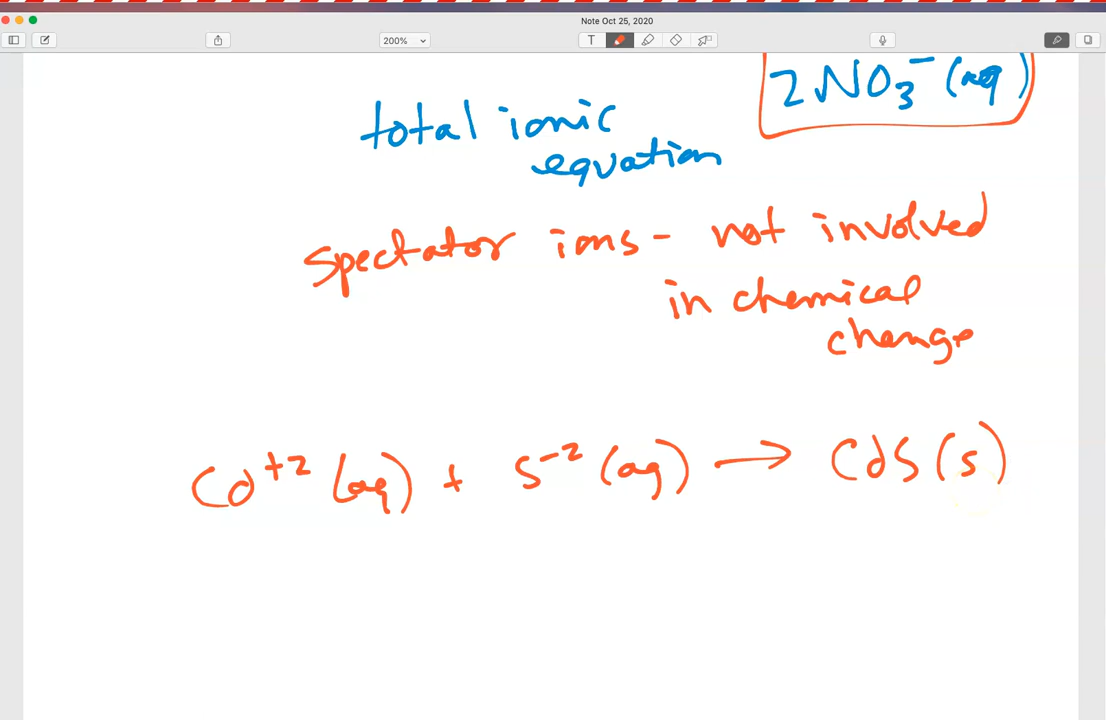 Note Oct 25, 2020
200%
T
2NO₃⁻ (aq)
total ionic
equation
spectator ions - not involved
in chemical
change
Cd⁺² (aq) + S⁻² (aq) → CdS (s)